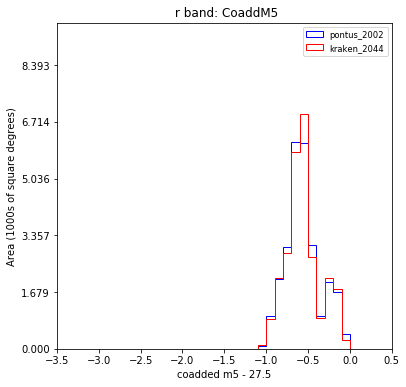 r band: CoaddM5
pontus_2002
kraken_2044
Area (1000s of square degrees)
8.393
6.714
5.036
3.357
1.679
0.000
−3.5 −3.0 −2.5 −2.0 −1.5 −1.0 −0.5 0.0 0.5
coadded m5 - 27.5